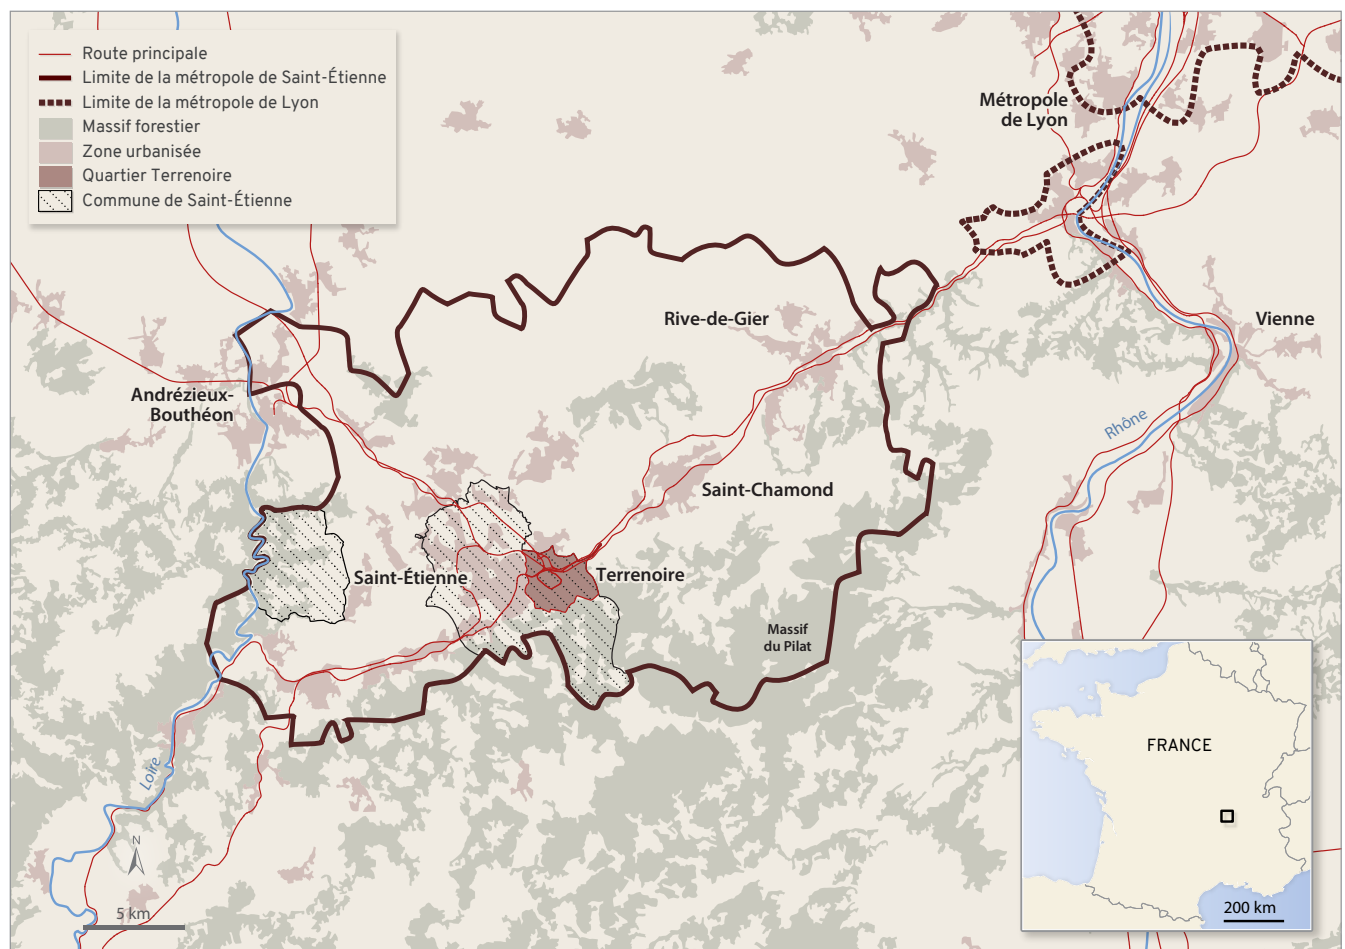 Route principale
Limite de la métropole de Saint-Étienne
Limite de la métropole de Lyon
Massif forestier
Zone urbanisée
Quartier Terrenoire
Commune de Saint-Étienne
Métropole
de Lyon
Rive-de-Gier
Vienne
Andrézieux-
Bouthéon
Rhône
Saint-Chamond
Saint-Étienne
Terrenoire
Massif
du Pilat
Loire
N
5 km
FRANCE
200 km